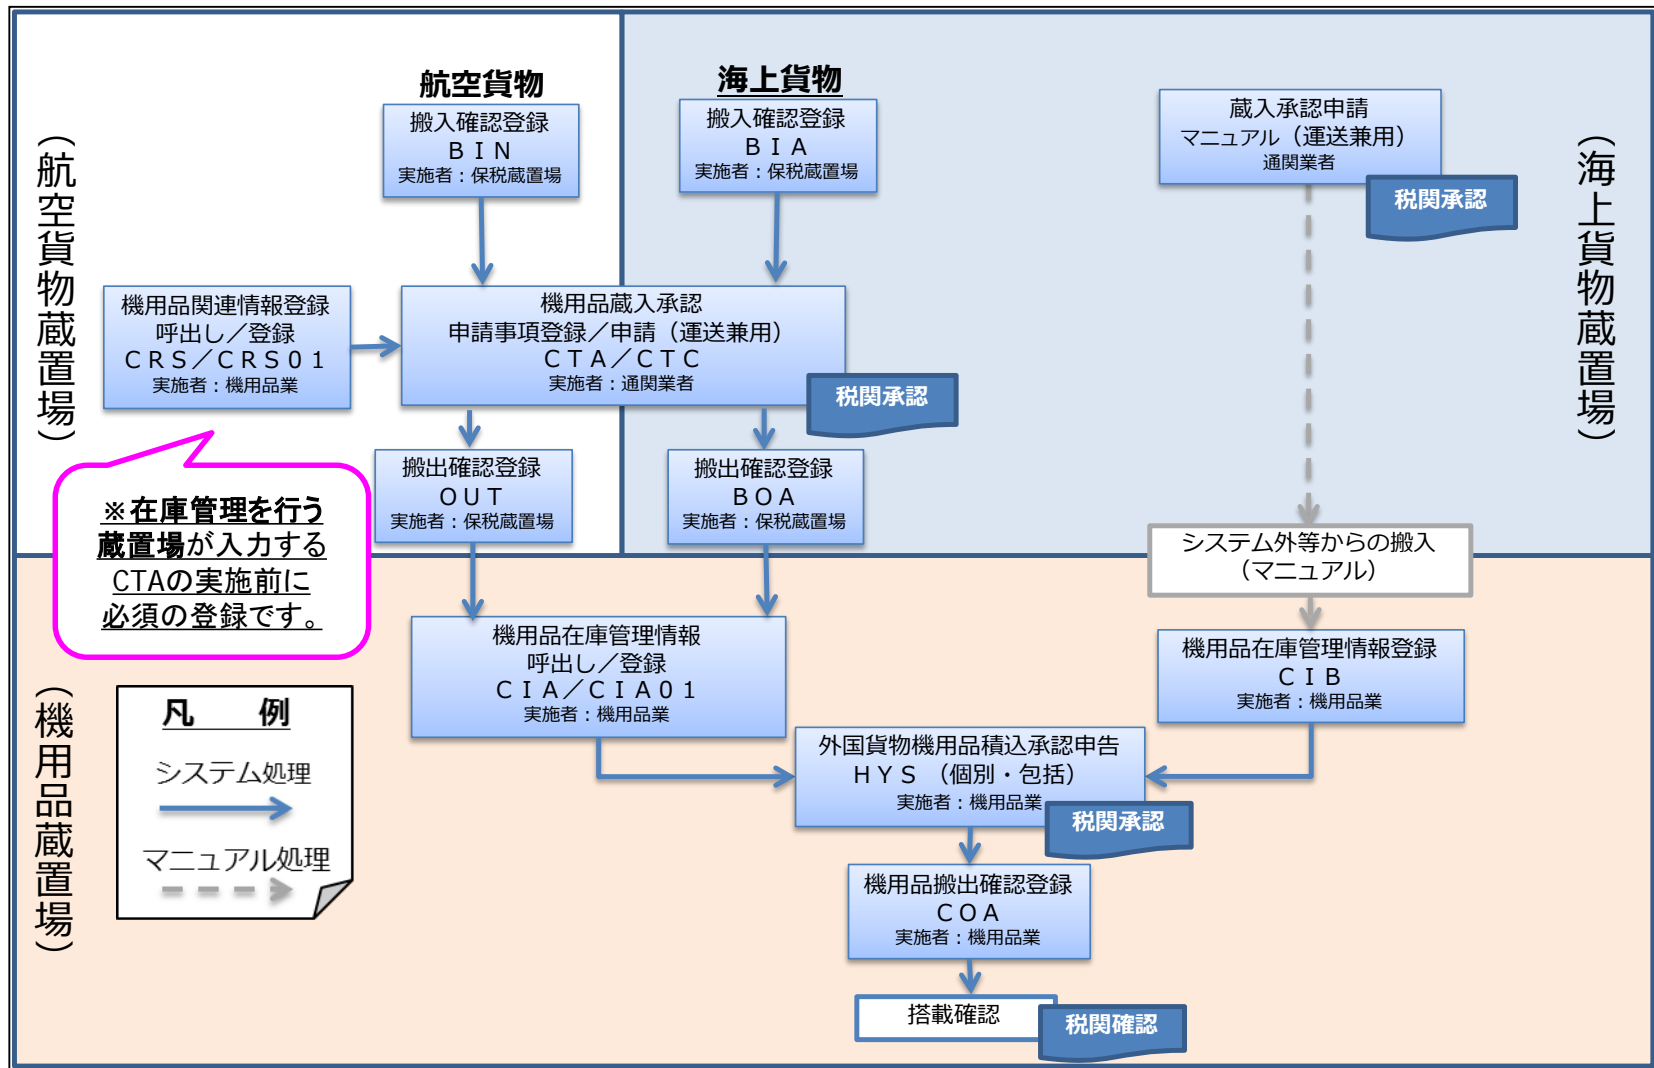 航空貨物
海上貨物
（航空貨物蔵置場）
（海上貨物蔵置場）
（機用品蔵置場）
搬入確認登録
ＢＩＮ
実施者：保税蔵置場
搬入確認登録
ＢＩＡ
実施者：保税蔵置場
蔵入承認申請
マニュアル（運送兼用）
通関業者
税関承認
機用品関連情報登録
呼出し／登録
ＣＲＳ／ＣＲＳ０１
実施者：機用品業
機用品蔵入承認
申請事項登録／申請（運送兼用）
ＣＴＡ／ＣＴＣ
実施者：通関業者
税関承認
※在庫管理を行う
蔵置場が入力する
CTAの実施前に
必須の登録です。
搬出確認登録
ＯＵＴ
実施者：保税蔵置場
搬出確認登録
ＢＯＡ
実施者：保税蔵置場
システム外等からの搬入
（マニュアル）
機用品在庫管理情報
呼出し／登録
ＣＩＡ／ＣＩＡ０１
実施者：機用品業
機用品在庫管理情報登録
ＣＩＢ
実施者：機用品業
凡　例
システム処理
マニュアル処理
外国貨物機用品積込承認申告
ＨＹＳ（個別・包括）
実施者：機用品業
税関承認
機用品搬出確認登録
ＣＯＡ
実施者：機用品業
搭載確認
税関確認